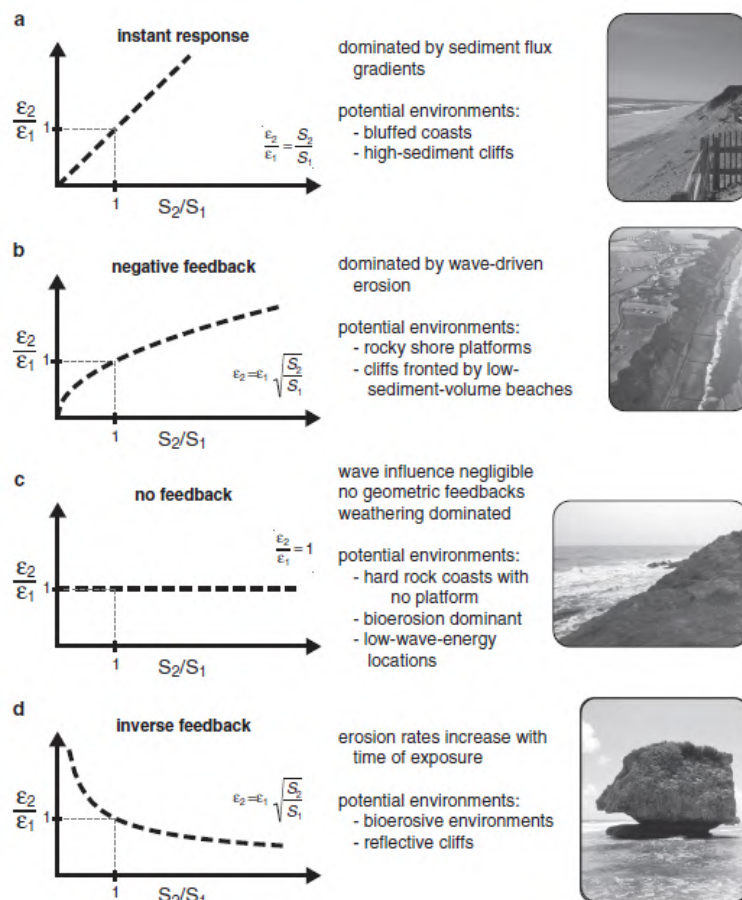 a
instant response
ε₂/ε₁
1
1
S₂/S₁
ε₂/ε₁ = S₂/S₁
dominated by sediment flux
gradients
potential environments:
- bluffed coasts
- high-sediment cliffs
b
negative feedback
ε₂/ε₁
1
1
S₂/S₁
ε₂=ε₁ √(S₂/S₁)
dominated by wave-driven
erosion
potential environments:
- rocky shore platforms
- cliffs fronted by low-
sediment-volume beaches
c
no feedback
ε₂/ε₁
1
1
S₂/S₁
ε₂/ε₁ = 1
wave influence negligible
no geometric feedbacks
weathering dominated
potential environments:
- hard rock coasts with
no platform
- bioerosion dominant
- low-wave-energy
locations
d
inverse feedback
ε₂/ε₁
1
1
S₂/S₁
ε₂=ε₁ √(S₂/S₁)
erosion rates increase with
time of exposure
potential environments:
- bioerosive environments
- reflective cliffs